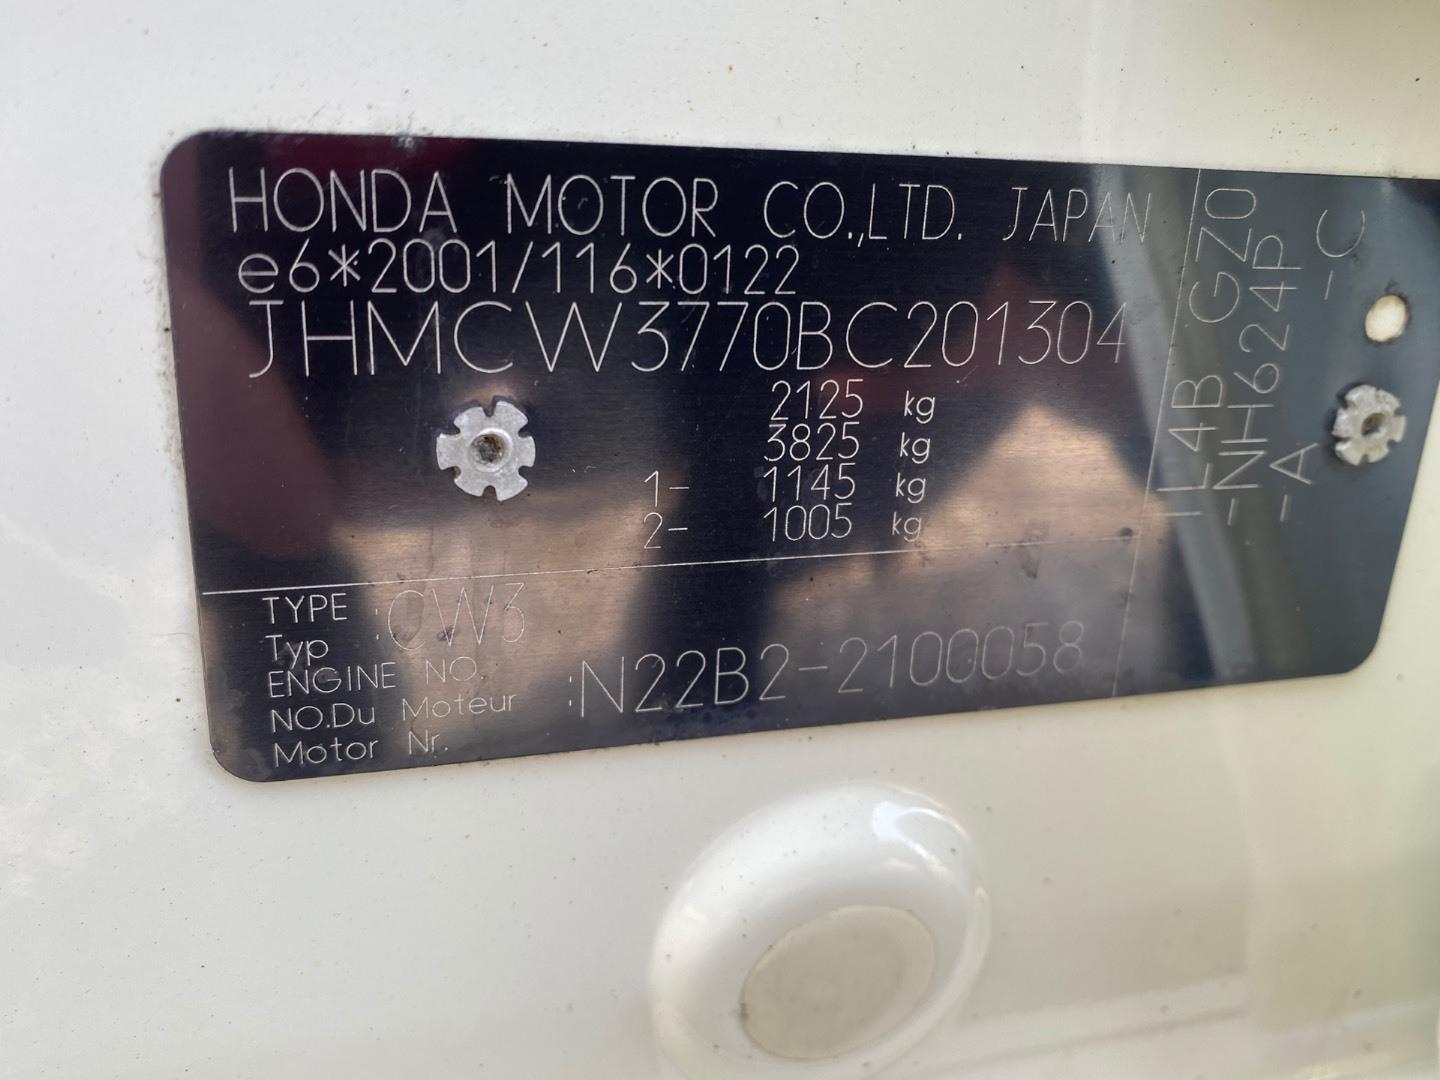 HONDA MOTOR CO.,LTD. JAPAN
e6*2001/116*0122
JHMCW3770BC201304
2125 kg
3825 kg
1- 1145 kg
2- 1005 kg
TYPE
Typ :CW3
ENGINE NO.
NO.Du Moteur :N22B2-2100058
Motor Nr.
1L4B GZ0
-NH624P
-A -C